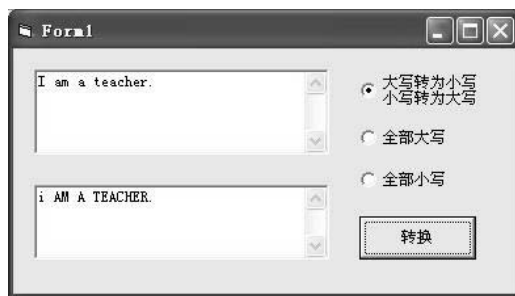 Form1
I am a teacher.
大写转为小写
小写转为大写
全部大写
全部小写
i AM A TEACHER.
转换